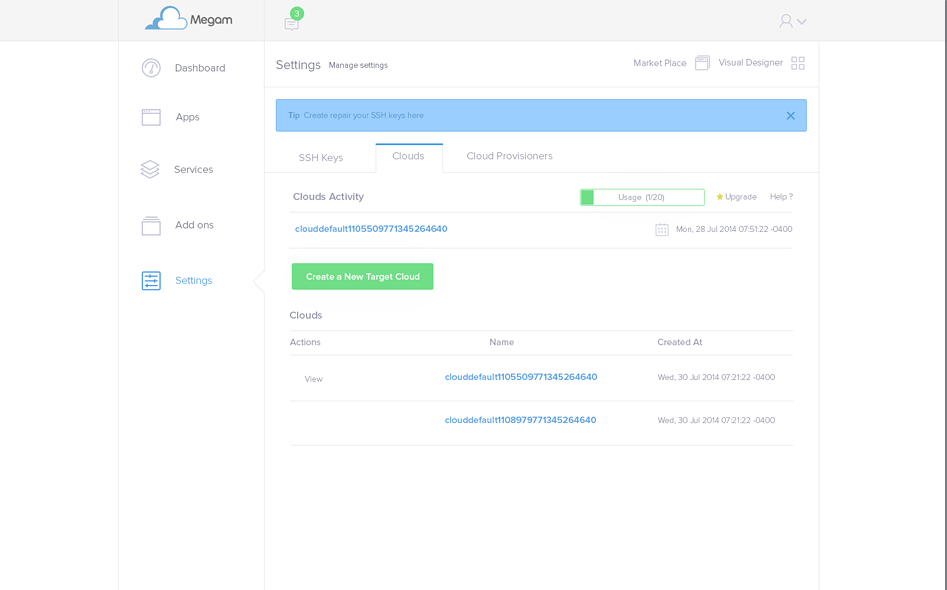 Megam
3
Dashboard
Apps
Services
Add ons
Settings
Settings Manage settings
Market Place Visual Designer
Tip Create repair your SSH keys here
SSH Keys Clouds Cloud Provisioners
Clouds Activity Usage (1/20) Upgrade Help ?
clouddefault1105509771345264640 Mon, 28 Jul 2014 07:51:22 -0400
Create a New Target Cloud
Clouds
Actions Name Created At
View clouddefault1105509771345264640 Wed, 30 Jul 2014 07:21:22 -0400
clouddefault1108979771345264640 Wed, 30 Jul 2014 07:21:22 -0400